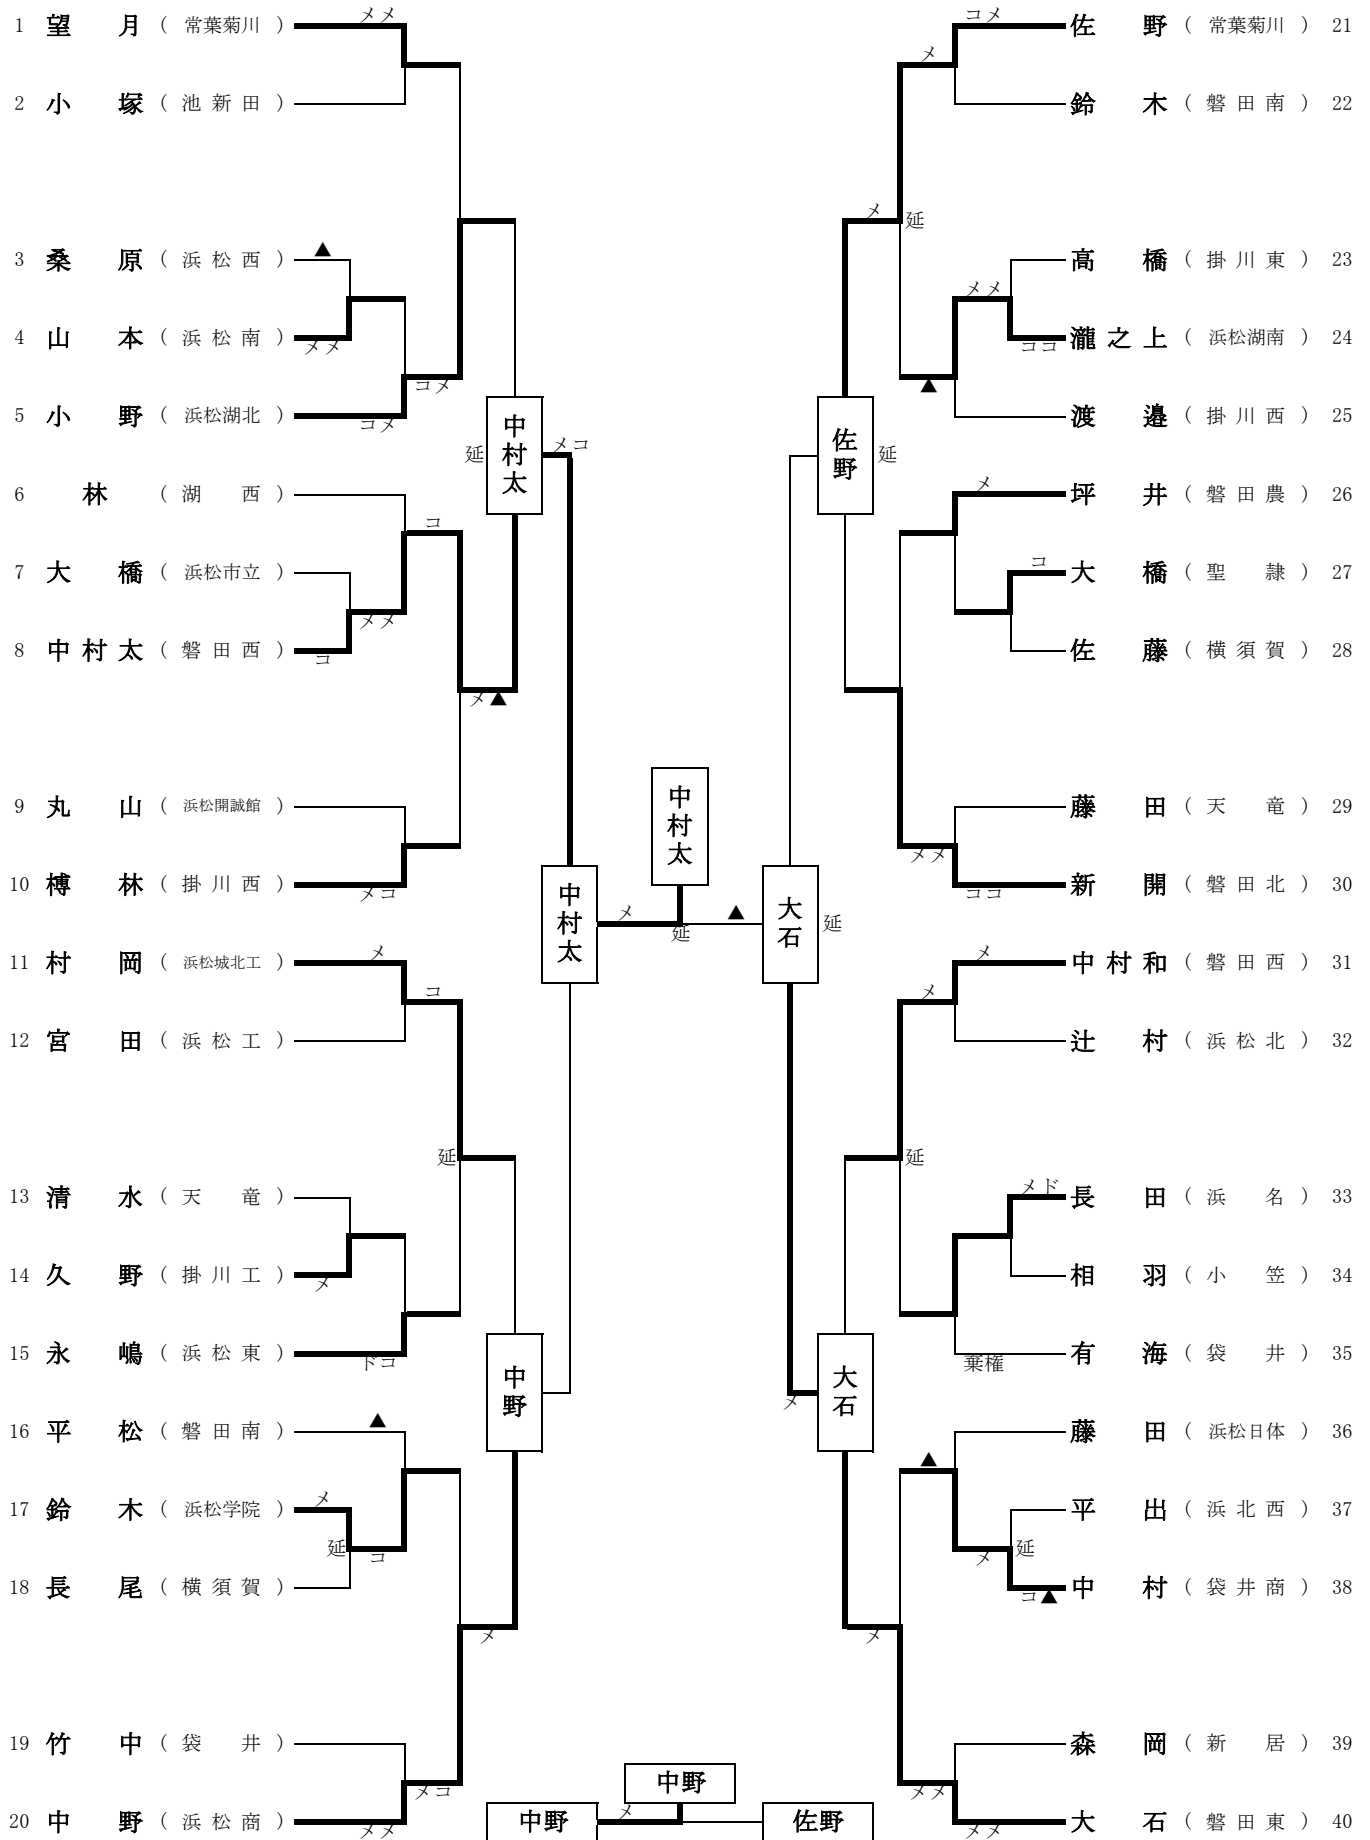 1 望月 （ 常葉菊川 ） メメ
2 小塚 （ 池新田 ）
3 桑原 （ 浜松西 ） ▲
4 山本 （ 浜松南 ） メメ
コメ
5 小野 （ 浜松湖北 ） コメ
中村太
延
メコ
6 林 （ 湖西 ）
コ
7 大橋 （ 浜松市立 ）
メメ
8 中村太 （ 磐田西 ） コ
メ▲
9 丸山 （ 浜松開誠館 ）
10 榑林 （ 掛川西 ） メコ
中村太
11 村岡 （ 浜松城北工 ） メ
コ
12 宮田 （ 浜松工 ）
延
13 清水 （ 天竜 ）
14 久野 （ 掛川工 ） メ
15 永嶋 （ 浜松東 ） ドコ
中野
16 平松 （ 磐田南 ） ▲
17 鈴木 （ 浜松学院 ） メ
延
コ
18 長尾 （ 横須賀 ）
メ
19 竹中 （ 袋井 ）
メコ
20 中野 （ 浜松商 ） メメ
中村太
メ
延
▲
中野
中野
メ
佐野
コメ 佐野 （ 常葉菊川 ） 21
メ
鈴木 （ 磐田南 ） 22
メ
延
髙橋 （ 掛川東 ） 23
メメ
ココ 瀧之上 （ 浜松湖南 ） 24
▲
渡邉 （ 掛川西 ） 25
佐野
延
メ 坪井 （ 磐田農 ） 26
コ 大橋 （ 聖隷 ） 27
佐藤 （ 横須賀 ） 28
藤田 （ 天竜 ） 29
メメ
ココ 新開 （ 磐田北 ） 30
大石
延
メ 中村和 （ 磐田西 ） 31
メ
辻村 （ 浜松北 ） 32
延
メド 長田 （ 浜名 ） 33
相羽 （ 小笠 ） 34
棄権 有海 （ 袋井 ） 35
大石
メ
藤田 （ 浜松日体 ） 36
▲
平出 （ 浜北西 ） 37
メ
延
コ▲ 中村 （ 袋井商 ） 38
メ
森岡 （ 新居 ） 39
メメ
メメ 大石 （ 磐田東 ） 40